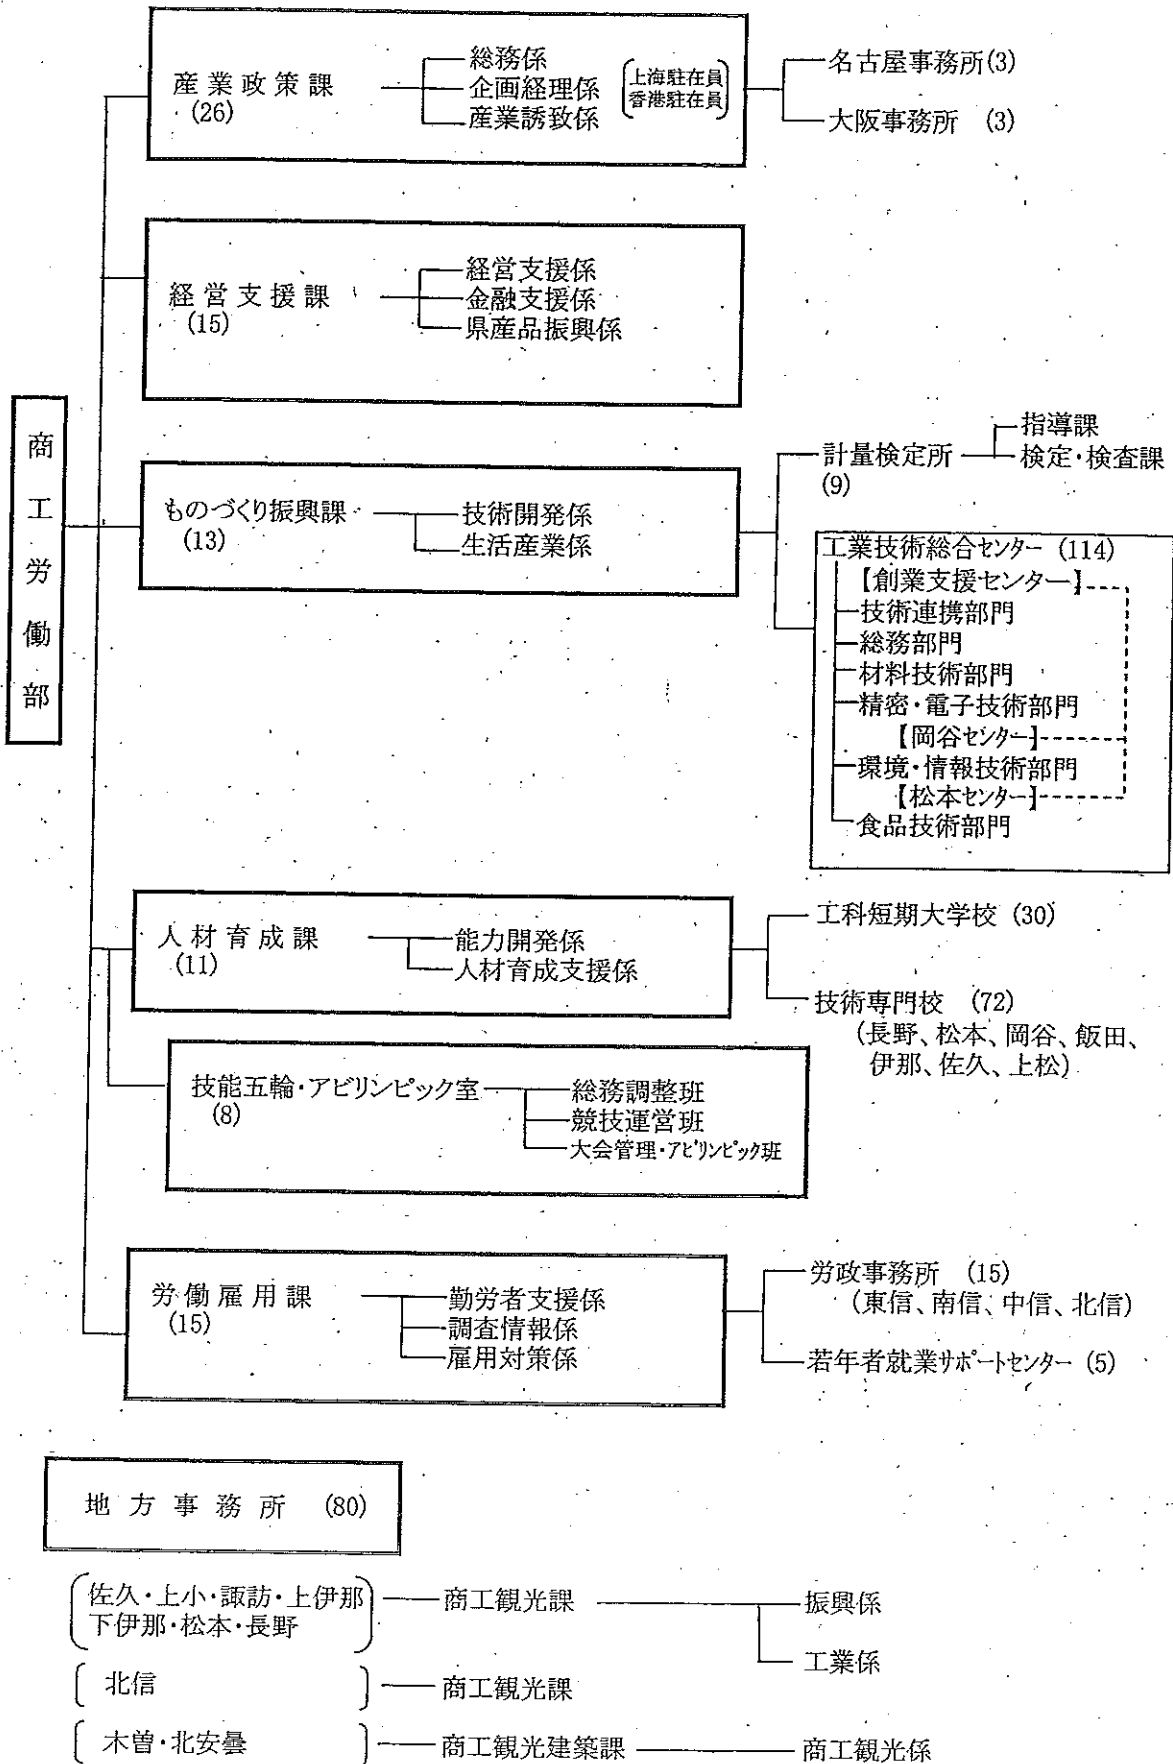 商工労働部
産業政策課
(26)
総務係
企画経理係
産業誘致係
上海駐在員
香港駐在員
名古屋事務所(3)
大阪事務所 (3)
経営支援課
(15)
経営支援係
金融支援係
県産品振興係
ものづくり振興課
(13)
技術開発係
生活産業係
計量検定所
(9)
指導課
検定・検査課
工業技術総合センター (114)
【創業支援センター】
技術連携部門
総務部門
材料技術部門
精密・電子技術部門
【岡谷センター】
環境・情報技術部門
【松本センター】
食品技術部門
人材育成課
(11)
能力開発係
人材育成支援係
工科短期大学校 (30)
技術専門校 (72)
(長野、松本、岡谷、飯田、
伊那、佐久、上松)
技能五輪・アビリンピック室
(8)
総務調整班
競技運営班
大会管理・アビリンピック班
労働雇用課
(15)
勤労者支援係
調査情報係
雇用対策係
労政事務所 (15)
(東信、南信、中信、北信)
若年者就業サポートセンター (5)
地方事務所 (80)
佐久・上小・諏訪・上伊那
下伊那・松本・長野
商工観光課
振興係
工業係
北信
商工観光課
木曽・北安曇
商工観光建築課
商工観光係